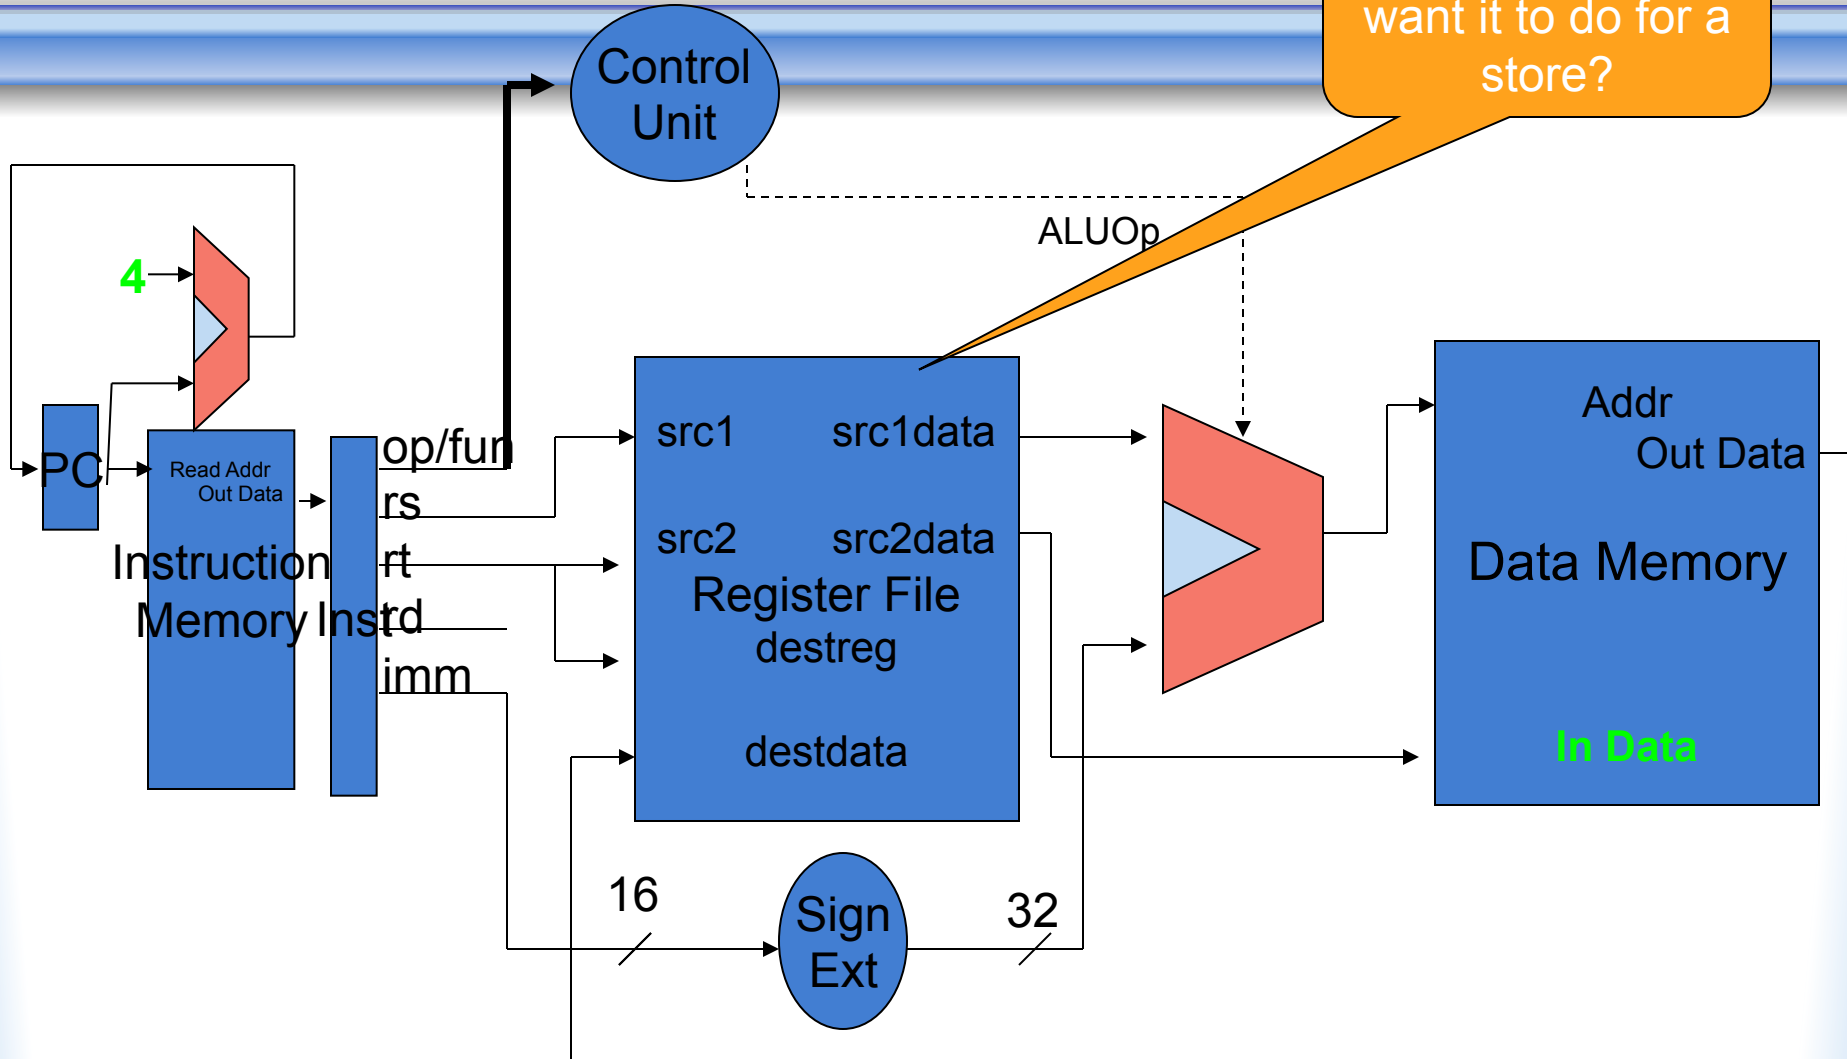 want it to do for a
store?
Control
Unit
ALUOp
4
PC
Read Addr
Out Data
Instruction
Memory
Inst
op/fun
rs
rt
rd
imm
src1
src1data
src2
src2data
Register File
destreg
destdata
Addr
Out Data
Data Memory
In Data
16
Sign
Ext
32